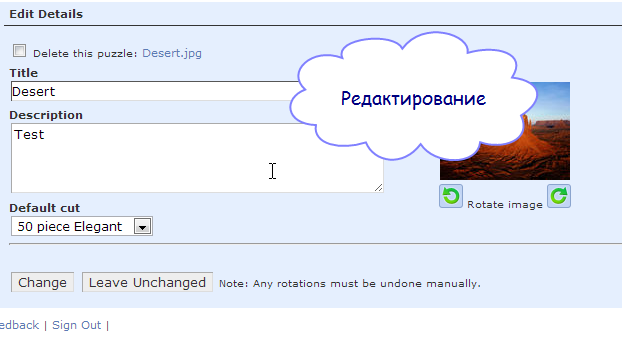 Edit Details
Delete this puzzle: Desert.jpg
Title
Desert
Редактирование
Description
Test
Rotate image
Default cut
50 piece Elegant
Change Leave Unchanged Note: Any rotations must be undone manually.
| Sign Out |